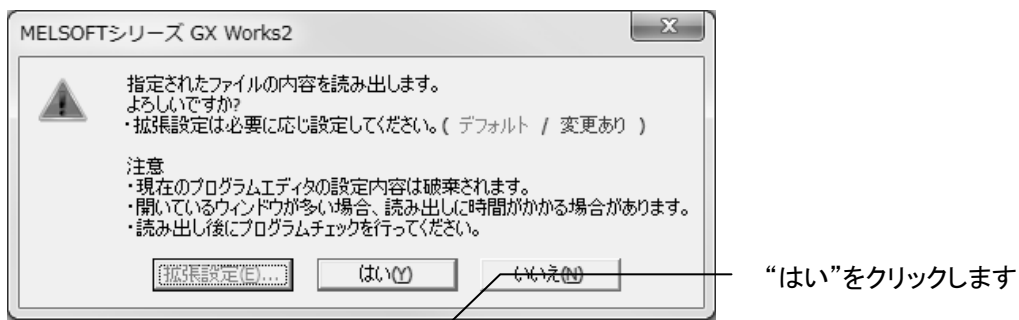 MELSOFTシリーズ GX Works2
指定されたファイルの内容を読み出します。
よろしいですか?
・拡張設定は必要に応じ設定してください。( デフォルト / 変更あり )
注意
・現在のプログラムエディタの設定内容は破棄されます。
・開いているウィンドウが多い場合、読み出しに時間がかかる場合があります。
・読み出し後にプログラムチェックを行ってください。
拡張設定(E)... はい(Y) いいえ(N)
“はい”をクリックします